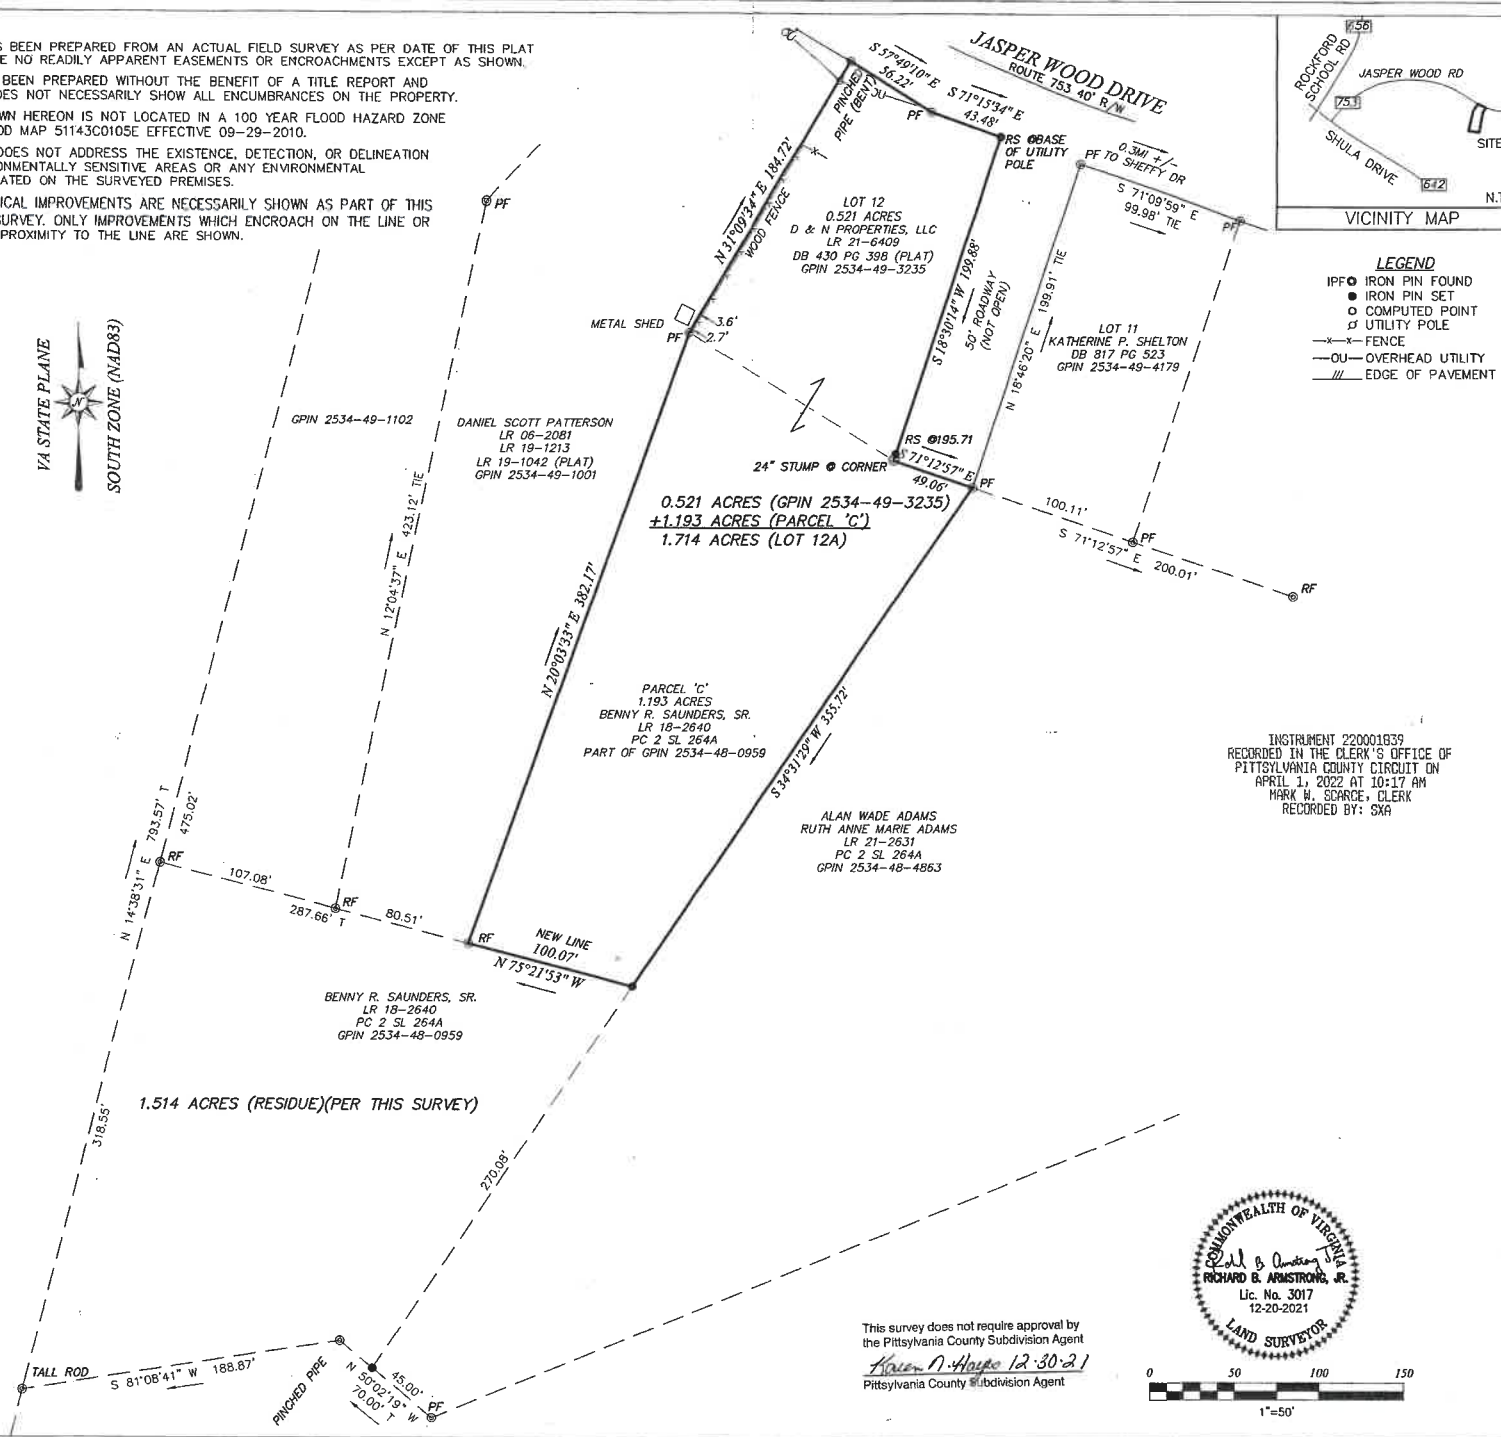 S BEEN PREPARED FROM AN ACTUAL FIELD SURVEY AS PER DATE OF THIS PLAT
E NO READILY APPARENT EASEMENTS OR ENCROACHMENTS EXCEPT AS SHOWN.
BEEN PREPARED WITHOUT THE BENEFIT OF A TITLE REPORT AND
OES NOT NECESSARILY SHOW ALL ENCUMBRANCES ON THE PROPERTY.
WN HEREON IS NOT LOCATED IN A 100 YEAR FLOOD HAZARD ZONE
OD MAP 51143C0105E EFFECTIVE 09-29-2010.
DOES NOT ADDRESS THE EXISTENCE, DETECTION, OR DELINEATION
ONMENTALLY SENSITIVE AREAS OR ANY ENVIRONMENTAL
ATED ON THE SURVEYED PREMISES.
ICAL IMPROVEMENTS ARE NECESSARILY SHOWN AS PART OF THIS
SURVEY. ONLY IMPROVEMENTS WHICH ENCROACH ON THE LINE OR
PROXIMITY TO THE LINE ARE SHOWN.
JASPER WOOD DRIVE
ROUTE 753 40' R/W
S 57°49'10" E
56.22'
S 71°15'34" E
43.48'
PINCHED
PIPE (BENT)
OU
PF
RS @BASE
OF UTILITY
POLE
0.3MI +/-
PF TO SHEFFY DR
S 71°09'59" E
99.98' TIE
PF
656
ROCKFORD
SCHOOL RD
JASPER WOOD RD
753
SHULA DRIVE
642
SITE
N.T
VICINITY MAP
LEGEND
IPF IRON PIN FOUND
IRON PIN SET
COMPUTED POINT
UTILITY POLE
—x—x— FENCE
—OU— OVERHEAD UTILITY
/// EDGE OF PAVEMENT
PF
N 31°09'34" E 184.72'
WOOD FENCE
LOT 12
0.521 ACRES
D & N PROPERTIES, LLC
LR 21-6409
DB 430 PG 398 (PLAT)
GPIN 2534-49-3235
S 18°30'14" W 199.88'
50' ROADWAY
(NOT OPEN)
N 18°46'20" E 199.91' TIE
LOT 11
KATHERINE P. SHELTON
DB 817 PG 523
GPIN 2534-49-4179
METAL SHED
PF
3.6'
2.7'
VA STATE PLANE
N
SOUTH ZONE (NAD83)
GPIN 2534-49-1102
DANIEL SCOTT PATTERSON
LR 06-2081
LR 19-1213
LR 19-1042 (PLAT)
GPIN 2534-49-1001
N 12°04'37" E 423.12' TIE
RS @195.71
24" STUMP @ CORNER
S 71°12'57" E
49.06'
PF
0.521 ACRES (GPIN 2534-49-3235)
+1.193 ACRES (PARCEL 'C')
1.714 ACRES (LOT 12A)
100.11'
PF
S 71°12'57" E 200.01'
RF
N 20°03'33" E 382.17'
PARCEL 'C'
1.193 ACRES
BENNY R. SAUNDERS, SR.
LR 18-2640
PC 2 SL 264A
PART OF GPIN 2534-48-0959
S 34°31'29" W 355.72'
INSTRUMENT 220001839
RECORDED IN THE CLERK'S OFFICE OF
PITTSYLVANIA COUNTY CIRCUIT ON
APRIL 1, 2022 AT 10:17 AM
MARK W. SCARCE, CLERK
RECORDED BY: SXA
ALAN WADE ADAMS
RUTH ANNE MARIE ADAMS
LR 21-2631
PC 2 SL 264A
GPIN 2534-48-4863
N 14°38'31" E 793.57' T
475.02'
RF
107.08'
287.66' T
RF
80.51'
RF
NEW LINE
100.07'
N 75°21'53" W
BENNY R. SAUNDERS, SR.
LR 18-2640
PC 2 SL 264A
GPIN 2534-48-0959
1.514 ACRES (RESIDUE)(PER THIS SURVEY)
318.55'
270.08'
TALL ROD
S 81°08'41" W 188.87'
PINCHED PIPE
45.00'
N 50°02'19" W
70.00' T
PF
COMMONWEALTH OF VIRGINIA
RICHARD B. ARMSTRONG, JR.
Lic. No. 3017
12-20-2021
LAND SURVEYOR
This survey does not require approval by
the Pittsylvania County Subdivision Agent
Karen N. Hayes 12-30-21
Pittsylvania County Subdivision Agent
0 50 100 150
1"=50'